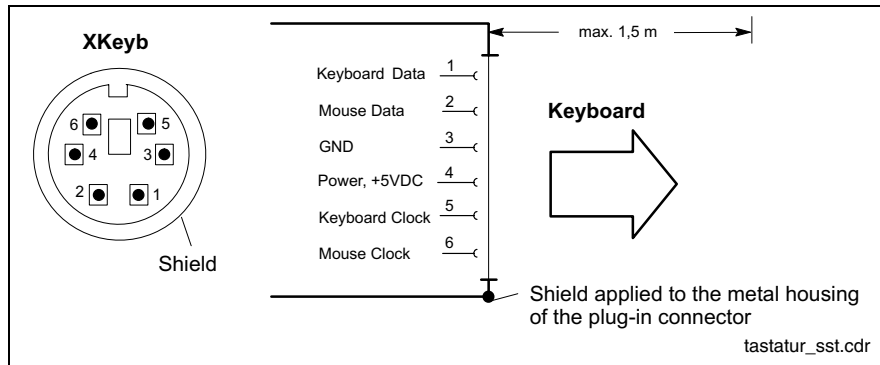 XKeyb
6
5
4
3
2
1
Shield
max. 1,5 m
Keyboard Data 1
Mouse Data 2
GND 3
Power, +5VDC 4
Keyboard Clock 5
Mouse Clock 6
Keyboard
Shield applied to the metal housing
of the plug-in connector
tastatur_sst.cdr